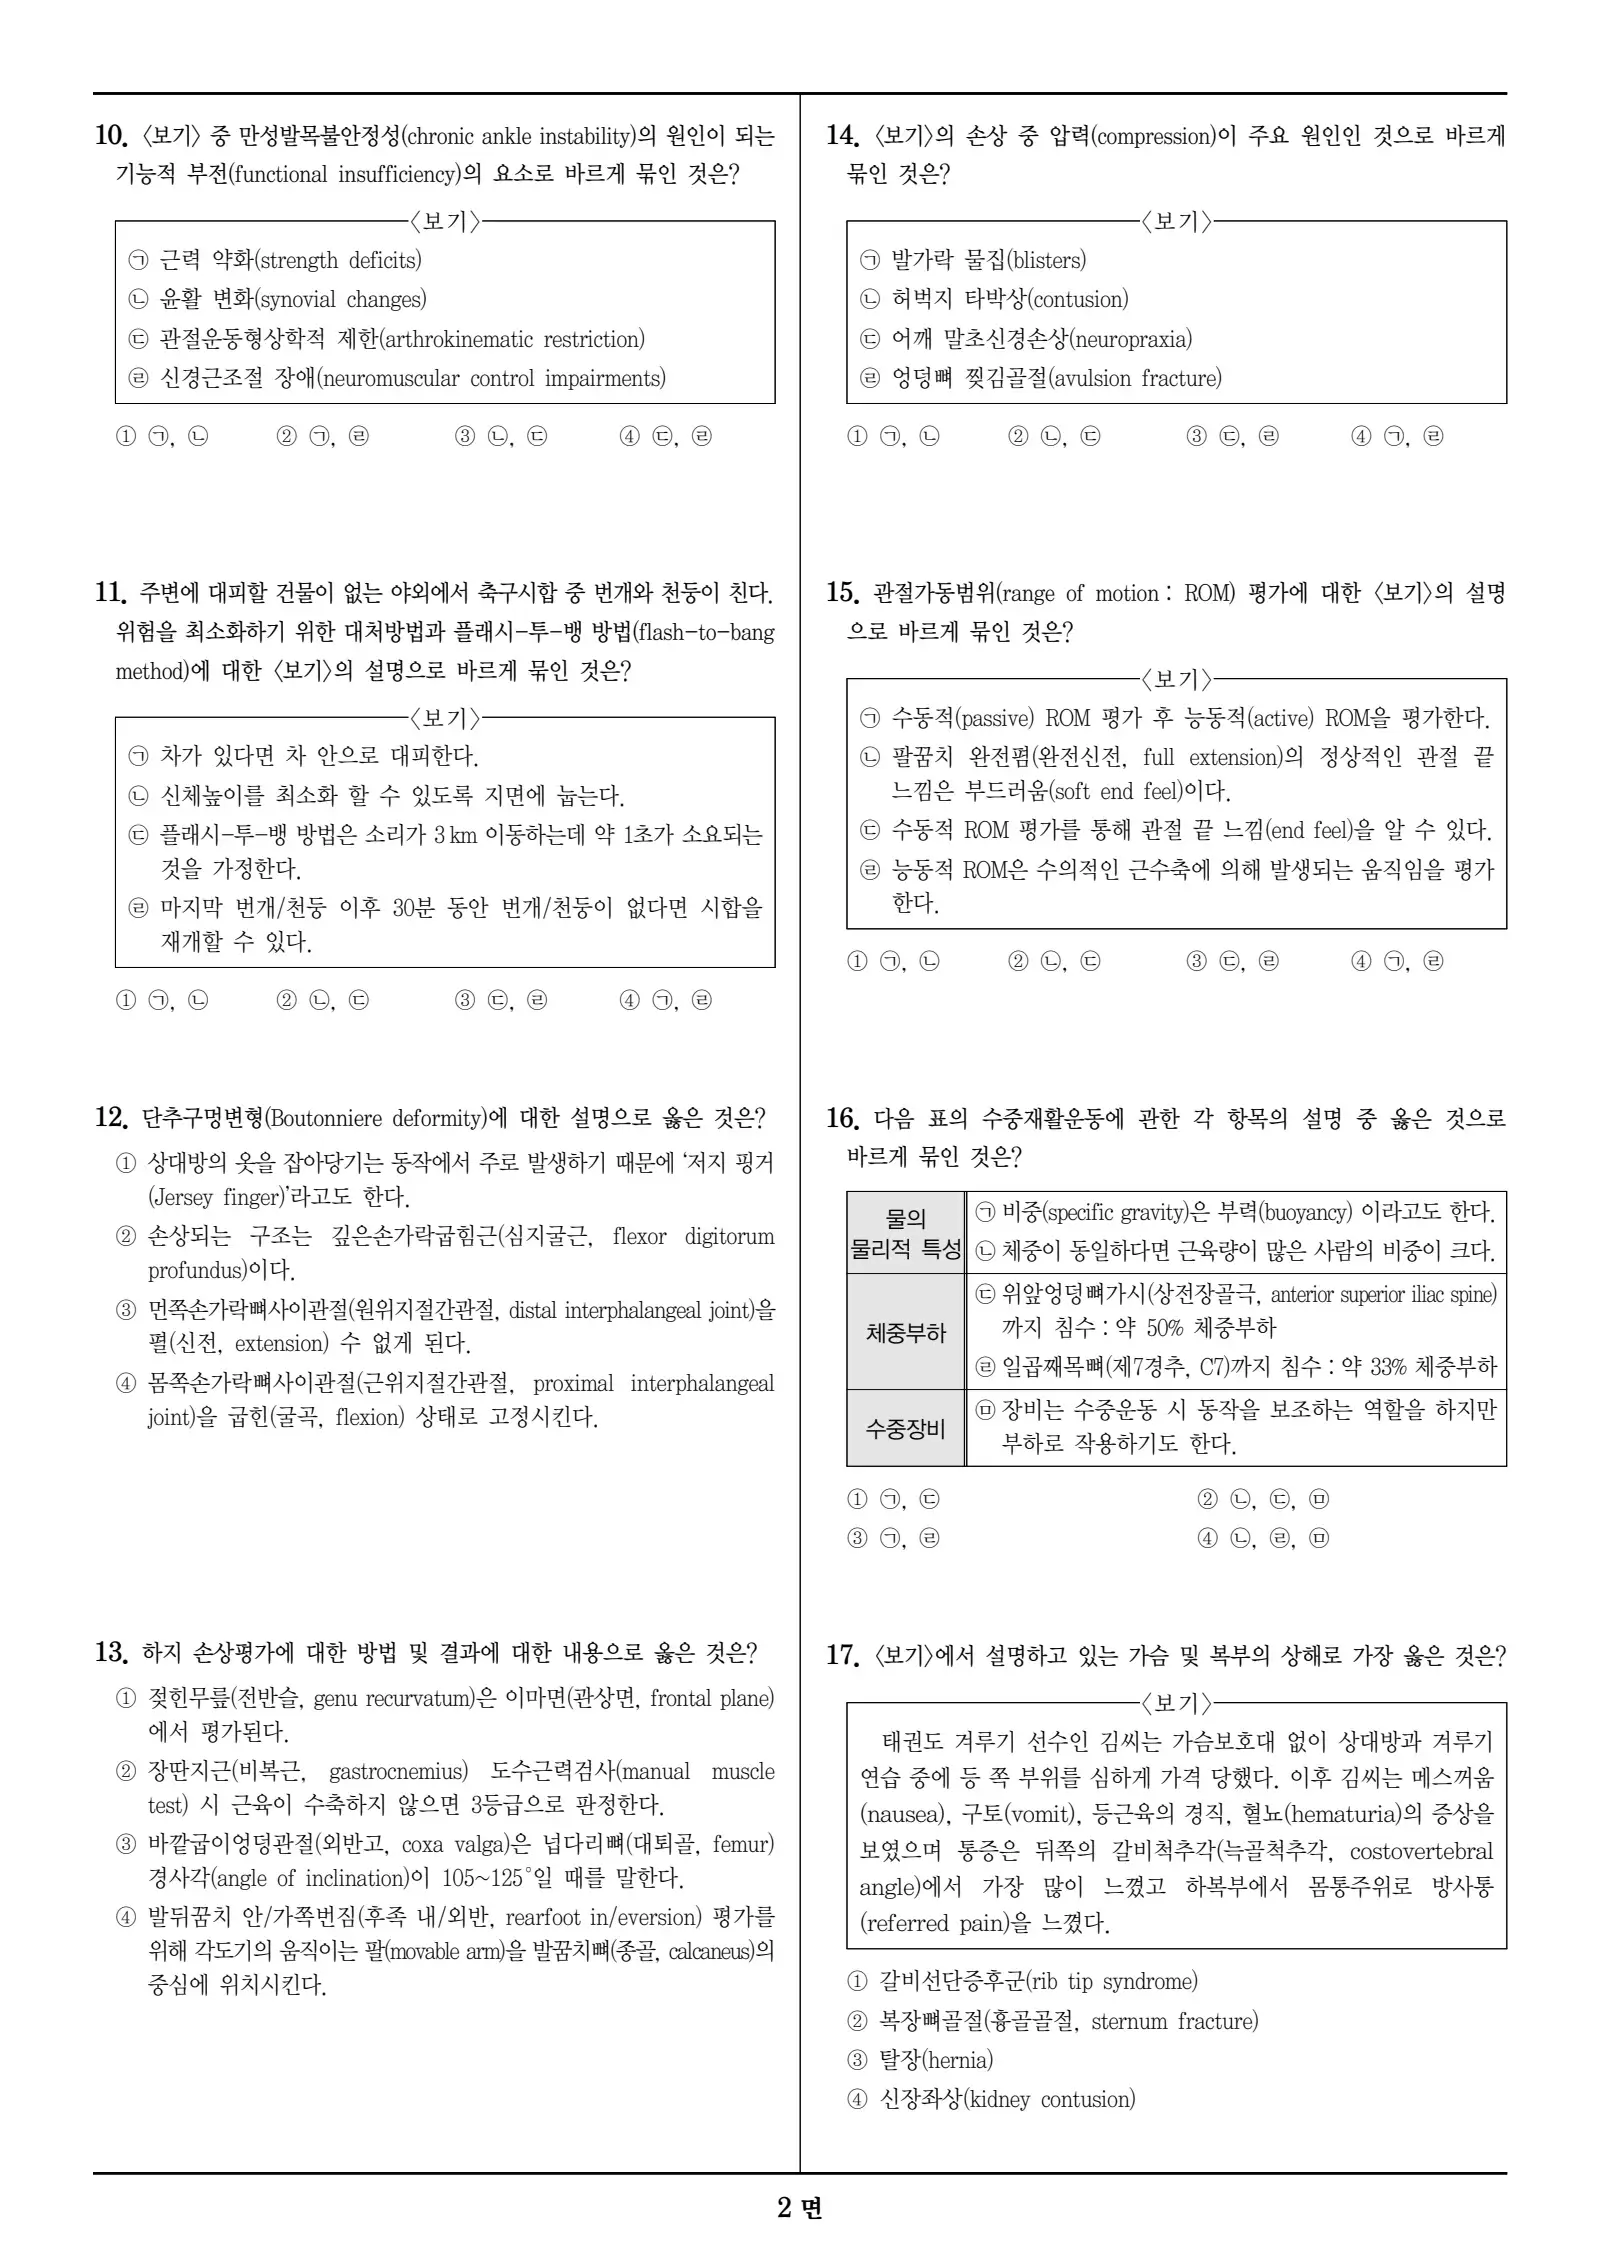 10. 〈보기〉 중 만성발목불안정성(chronic ankle instability)의 원인이 되는
기능적 부전(functional insufficiency)의 요소로 바르게 묶인 것은?
〈보기〉
㉠ 근력 약화(strength deficits)
㉡ 윤활 변화(synovial changes)
㉢ 관절운동형상학적 제한(arthrokinematic restriction)
㉣ 신경근조절 장애(neuromuscular control impairments)
① ㉠, ㉡ ② ㉠, ㉣ ③ ㉡, ㉢ ④ ㉢, ㉣
11. 주변에 대피할 건물이 없는 야외에서 축구시합 중 번개와 천둥이 친다.
위험을 최소화하기 위한 대처방법과 플래시-투-뱅 방법(flash-to-bang
method)에 대한 〈보기〉의 설명으로 바르게 묶인 것은?
〈보기〉
㉠ 차가 있다면 차 안으로 대피한다.
㉡ 신체높이를 최소화 할 수 있도록 지면에 눕는다.
㉢ 플래시-투-뱅 방법은 소리가 3 km 이동하는데 약 1초가 소요되는
것을 가정한다.
㉣ 마지막 번개/천둥 이후 30분 동안 번개/천둥이 없다면 시합을
재개할 수 있다.
① ㉠, ㉡ ② ㉡, ㉢ ③ ㉢, ㉣ ④ ㉠, ㉣
12. 단추구멍변형(Boutonniere deformity)에 대한 설명으로 옳은 것은?
① 상대방의 옷을 잡아당기는 동작에서 주로 발생하기 때문에 ‘저지 핑거
(Jersey finger)’라고도 한다.
② 손상되는 구조는 깊은손가락굽힘근(심지굴근, flexor digitorum
profundus)이다.
③ 먼쪽손가락뼈사이관절(원위지절간관절, distal interphalangeal joint)을
펼(신전, extension) 수 없게 된다.
④ 몸쪽손가락뼈사이관절(근위지절간관절, proximal interphalangeal
joint)을 굽힌(굴곡, flexion) 상태로 고정시킨다.
13. 하지 손상평가에 대한 방법 및 결과에 대한 내용으로 옳은 것은?
① 젖힌무릎(전반슬, genu recurvatum)은 이마면(관상면, frontal plane)
에서 평가된다.
② 장딴지근(비복근, gastrocnemius) 도수근력검사(manual muscle
test) 시 근육이 수축하지 않으면 3등급으로 판정한다.
③ 바깥굽이엉덩관절(외반고, coxa valga)은 넙다리뼈(대퇴골, femur)
경사각(angle of inclination)이 105~125°일 때를 말한다.
④ 발뒤꿈치 안/가쪽번짐(후족 내/외반, rearfoot in/eversion) 평가를
위해 각도기의 움직이는 팔(movable arm)을 발꿈치뼈(종골, calcaneus)의
중심에 위치시킨다.
14. 〈보기〉의 손상 중 압력(compression)이 주요 원인인 것으로 바르게
묶인 것은?
〈보기〉
㉠ 발가락 물집(blisters)
㉡ 허벅지 타박상(contusion)
㉢ 어깨 말초신경손상(neuropraxia)
㉣ 엉덩뼈 찢김골절(avulsion fracture)
① ㉠, ㉡ ② ㉡, ㉢ ③ ㉢, ㉣ ④ ㉠, ㉣
15. 관절가동범위(range of motion : ROM) 평가에 대한 〈보기〉의 설명
으로 바르게 묶인 것은?
〈보기〉
㉠ 수동적(passive) ROM 평가 후 능동적(active) ROM을 평가한다.
㉡ 팔꿈치 완전폄(완전신전, full extension)의 정상적인 관절 끝
느낌은 부드러움(soft end feel)이다.
㉢ 수동적 ROM 평가를 통해 관절 끝 느낌(end feel)을 알 수 있다.
㉣ 능동적 ROM은 수의적인 근수축에 의해 발생되는 움직임을 평가
한다.
① ㉠, ㉡ ② ㉡, ㉢ ③ ㉢, ㉣ ④ ㉠, ㉣
16. 다음 표의 수중재활운동에 관한 각 항목의 설명 중 옳은 것으로
바르게 묶인 것은?
물의
물리적 특성
㉠ 비중(specific gravity)은 부력(buoyancy) 이라고도 한다.
㉡ 체중이 동일하다면 근육량이 많은 사람의 비중이 크다.
체중부하
㉢ 위앞엉덩뼈가시(상전장골극, anterior superior iliac spine)
까지 침수 : 약 50% 체중부하
㉣ 일곱째목뼈(제7경추, C7)까지 침수 : 약 33% 체중부하
수중장비
㉤ 장비는 수중운동 시 동작을 보조하는 역할을 하지만
부하로 작용하기도 한다.
① ㉠, ㉢ ② ㉡, ㉢, ㉤
③ ㉠, ㉣ ④ ㉡, ㉣, ㉤
17. 〈보기〉에서 설명하고 있는 가슴 및 복부의 상해로 가장 옳은 것은?
〈보기〉
태권도 겨루기 선수인 김씨는 가슴보호대 없이 상대방과 겨루기
연습 중에 등 쪽 부위를 심하게 가격 당했다. 이후 김씨는 메스꺼움
(nausea), 구토(vomit), 등근육의 경직, 혈뇨(hematuria)의 증상을
보였으며 통증은 뒤쪽의 갈비척추각(늑골척추각, costovertebral
angle)에서 가장 많이 느꼈고 하복부에서 몸통주위로 방사통
(referred pain)을 느꼈다.
① 갈비선단증후군(rib tip syndrome)
② 복장뼈골절(흉골골절, sternum fracture)
③ 탈장(hernia)
④ 신장좌상(kidney contusion)
2 면